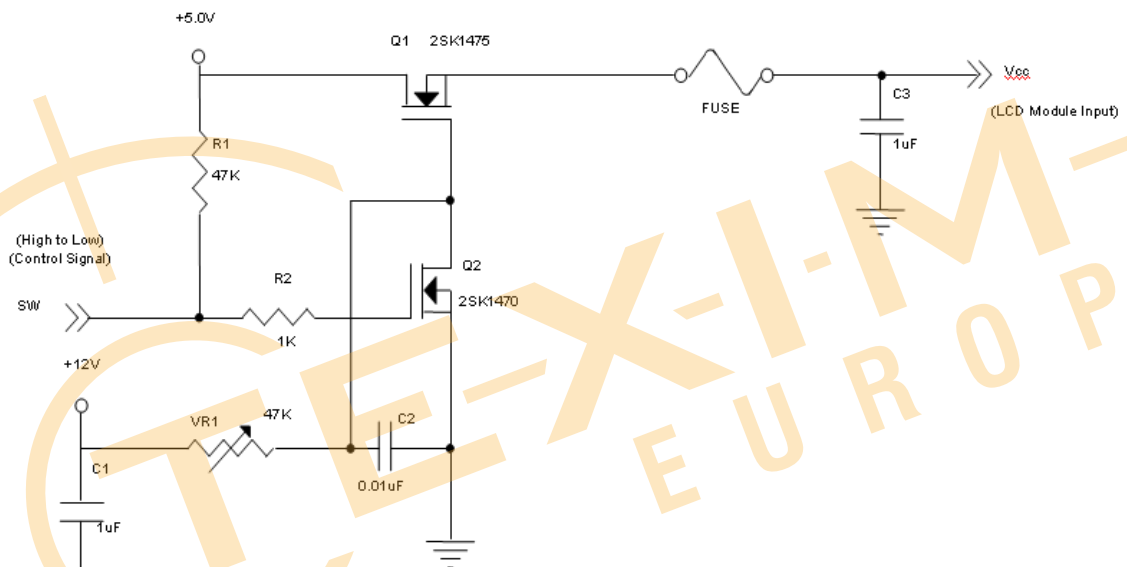 +5.0V
Q1 2SK1475
Vcc
C3
FUSE
(LCD Module Input)
R1
1uF
47K
(High to Low)
(Control Signal)
Q2
R2
SW
2SK1470
1K
+12V
VR1
47K
C2
C1
0.01uF
1uF
TEXIM
EUROP